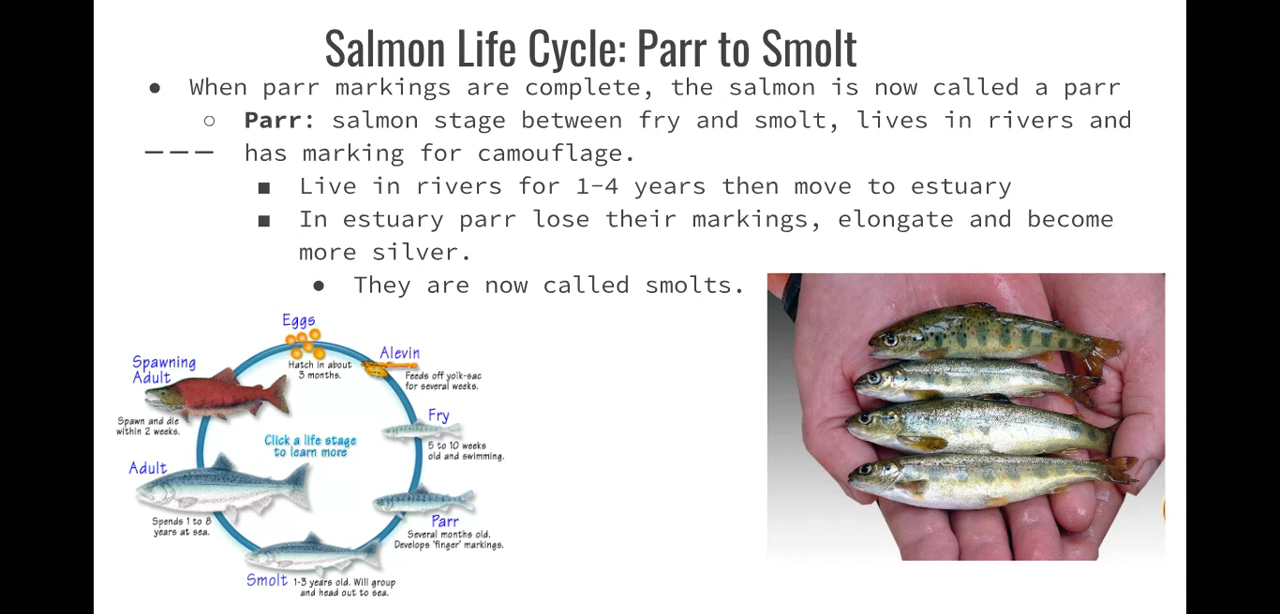 Salmon Life Cycle: Parr to Smolt
● When parr markings are complete, the salmon is now called a parr
○ Parr: salmon stage between fry and smolt, lives in rivers and
has marking for camouflage.
■ Live in rivers for 1-4 years then move to estuary
■ In estuary parr lose their markings, elongate and become
more silver.
● They are now called smolts.
Eggs
Hatch in about
3 months.
Alevin
Feeds off yolk-sac
for several weeks.
Fry
5 to 10 weeks
old and swimming.
Parr
Several months old.
Develops 'finger' markings.
Smolt
1-3 years old. Will group
and head out to sea.
Adult
Spends 1 to 8
years at sea.
Spawning
Adult
Spawn and die
within 2 weeks.
Click a life stage
to learn more